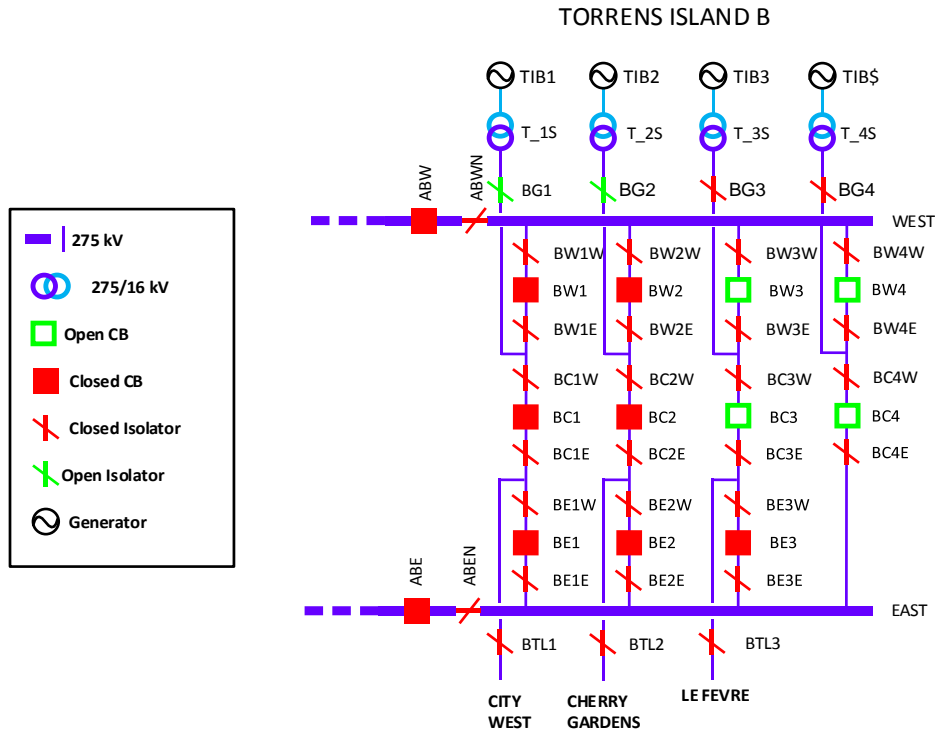 TORRENS ISLAND B
TIB1
TIB2
TIB3
TIB$
T_1S
T_2S
T_3S
T_4S
ABW
ABWN
BG1
BG2
BG3
BG4
WEST
275 kV
275/16 kV
Open CB
Closed CB
Closed Isolator
Open Isolator
Generator
BW1W
BW2W
BW3W
BW4W
BW1
BW2
BW3
BW4
BW1E
BW2E
BW3E
BW4E
BC1W
BC2W
BC3W
BC4W
BC1
BC2
BC3
BC4
BC1E
BC2E
BC3E
BC4E
BE1W
BE2W
BE3W
BE1
BE2
BE3
ABE
ABEN
BE1E
BE2E
BE3E
EAST
BTL1
BTL2
BTL3
CITY
WEST
CHERRY
GARDENS
LE FEVRE